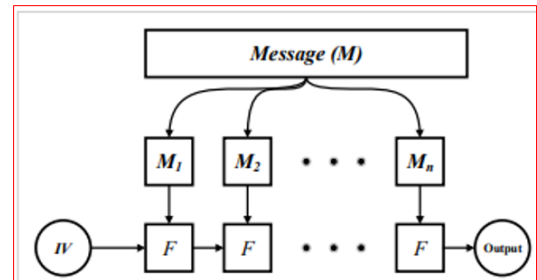 Message (M)
M1 M2 • • • Mn
IV F F • • • F Output